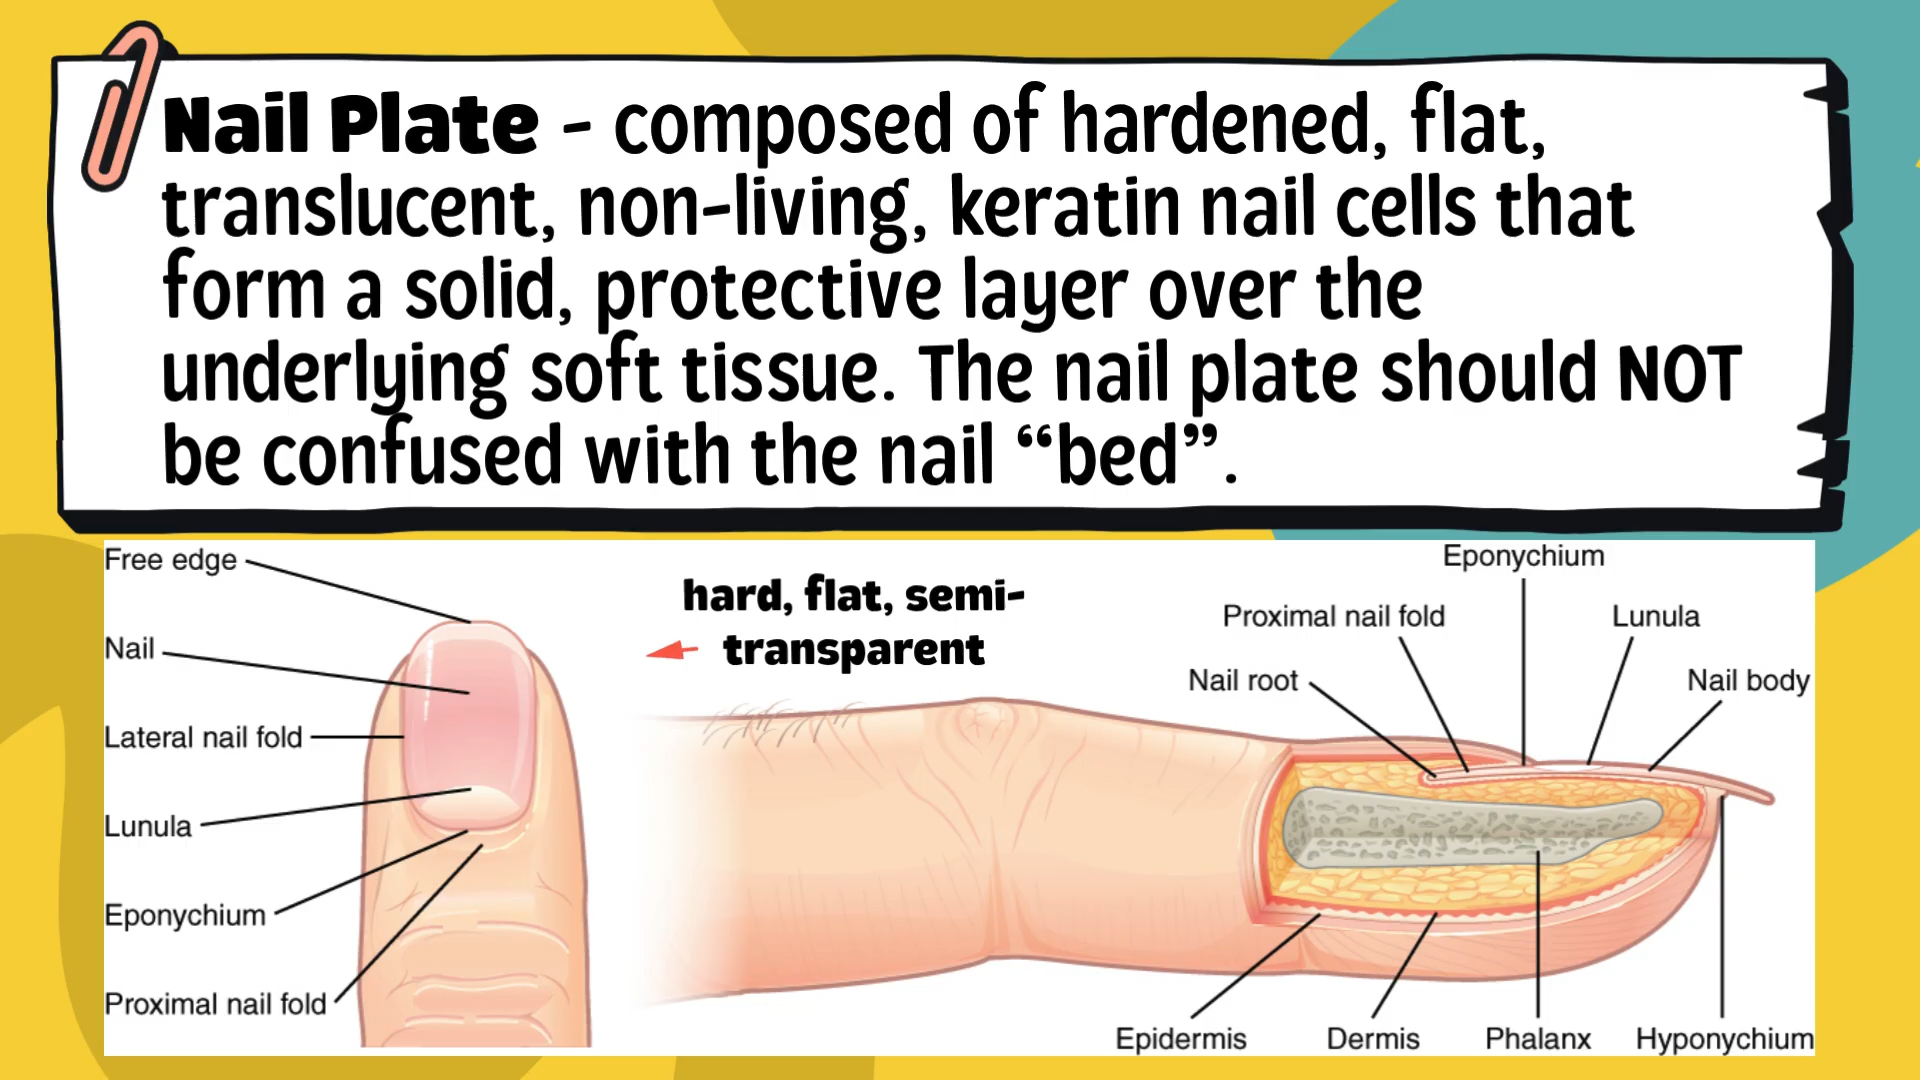 Nail Plate - composed of hardened, flat,
translucent, non-living, keratin nail cells that
form a solid, protective layer over the
underlying soft tissue. The nail plate should NOT
be confused with the nail “bed”.
Free edge
Nail
Lateral nail fold
Lunula
Eponychium
Proximal nail fold
hard, flat, semi-
transparent
Eponychium
Proximal nail fold
Lunula
Nail root
Nail body
Epidermis
Dermis
Phalanx
Hyponychium